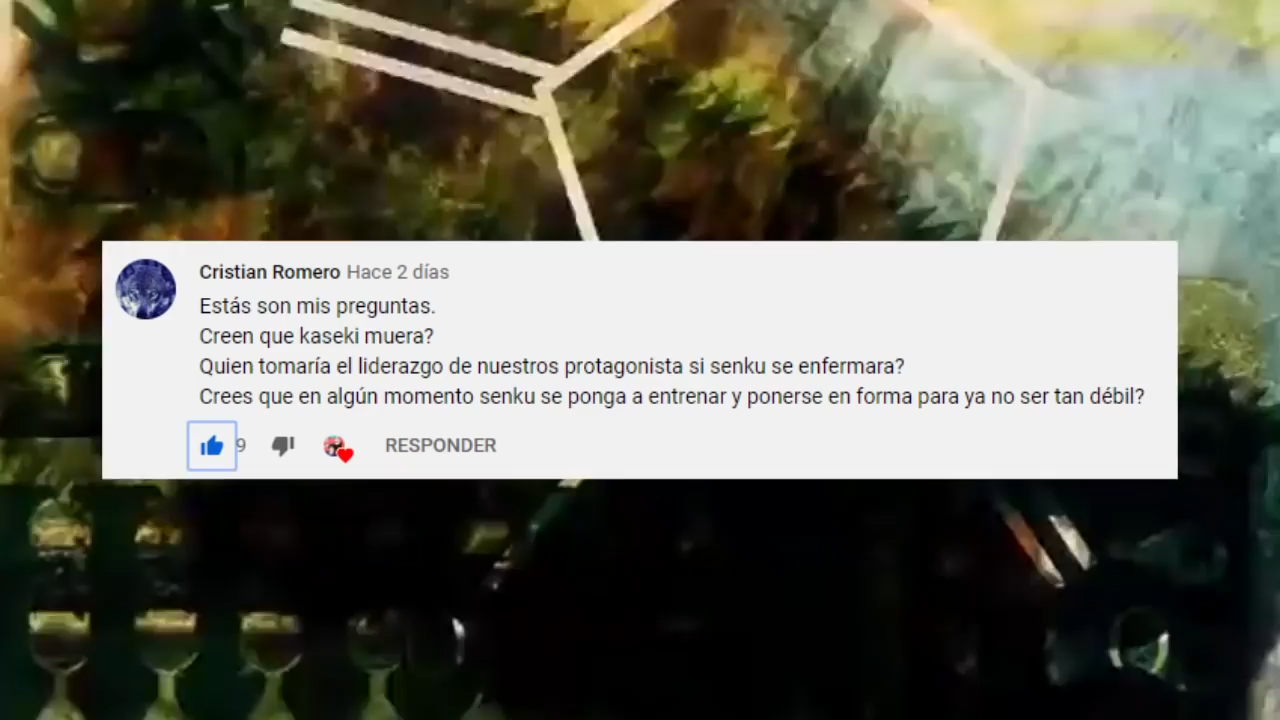 Cristian Romero Hace 2 días
Estás son mis preguntas.
Creen que kaseki muera?
Quien tomaría el liderazgo de nuestros protagonista si senku se enfermara?
Crees que en algún momento senku se ponga a entrenar y ponerse en forma para ya no ser tan débil?
9 RESPONDER